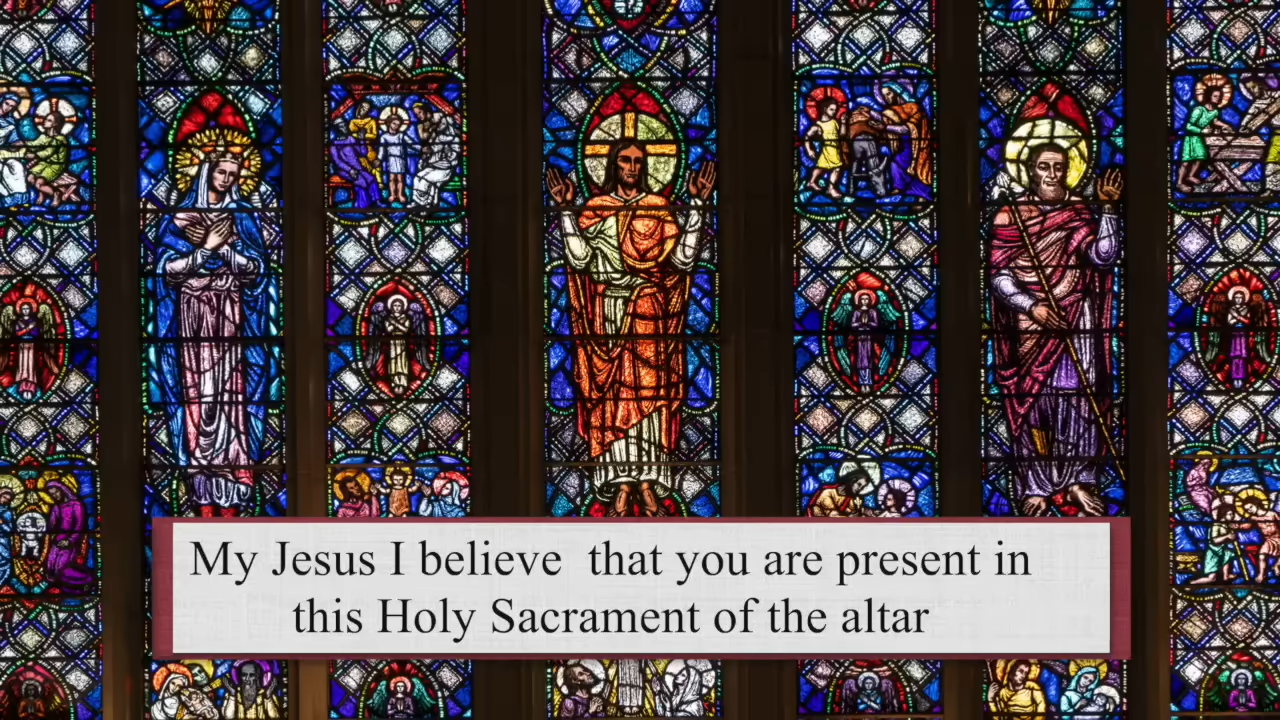 My Jesus I believe  that you are present in
this Holy Sacrament of the altar